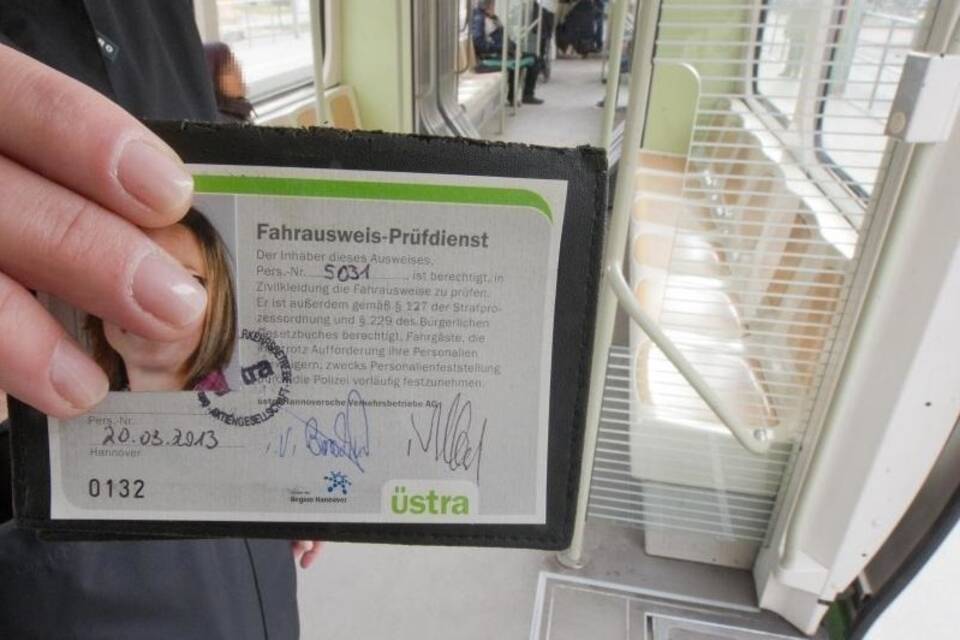 Fahrausweis-Prüfdienst
Der Inhaber dieses Ausweises,
Pers.-Nr. 5031, ist berechtigt, in
Zivilkleidung die Fahrausweise zu prüfen.
Er ist außerdem gemäß § 127 der Strafpro-
zessordnung und § 229 des Bürgerlichen
Gesetzbuches berechtigt, Fahrgäste, die
trotz Aufforderung ihre Personalien
zwecks Personalienfeststellung
die Polizei vorläufig festzunehmen.
üstra Hannoversche Verkehrsbetriebe AG
AKTIENGESELLSCHAFT
Pers.-Nr.
20.03.2013
Hannover
0132
Region Hannover
üstra